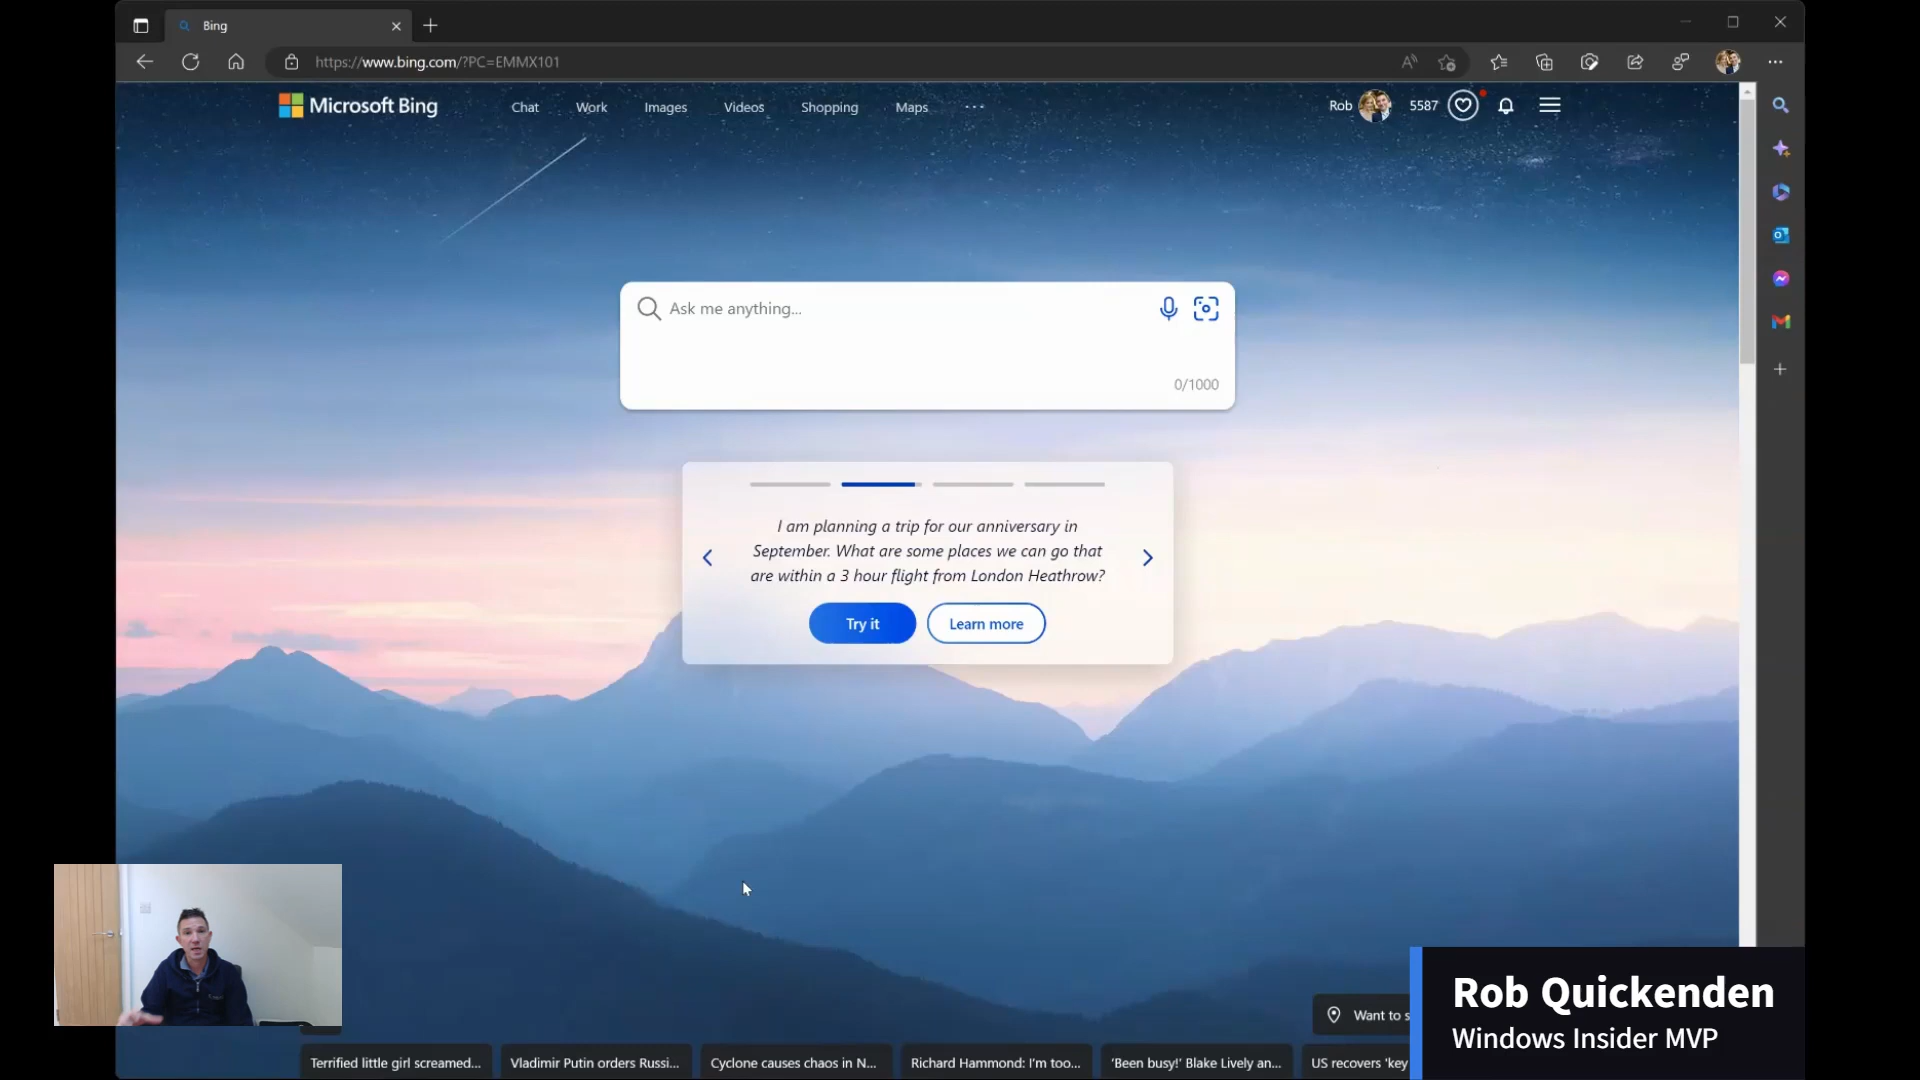 Bing
https://www.bing.com/?PC=EMMX101
Microsoft Bing
Chat
Work
Images
Videos
Shopping
Maps
Rob
5587
Ask me anything...
0/1000
I am planning a trip for our anniversary in
September. What are some places we can go that
are within a 3 hour flight from London Heathrow?
Try it
Learn more
Want to s
Rob Quickenden
Windows Insider MVP
Terrified little girl screamed...
Vladimir Putin orders Russi...
Cyclone causes chaos in N...
Richard Hammond: I'm too...
'Been busy!' Blake Lively an...
US recovers 'key